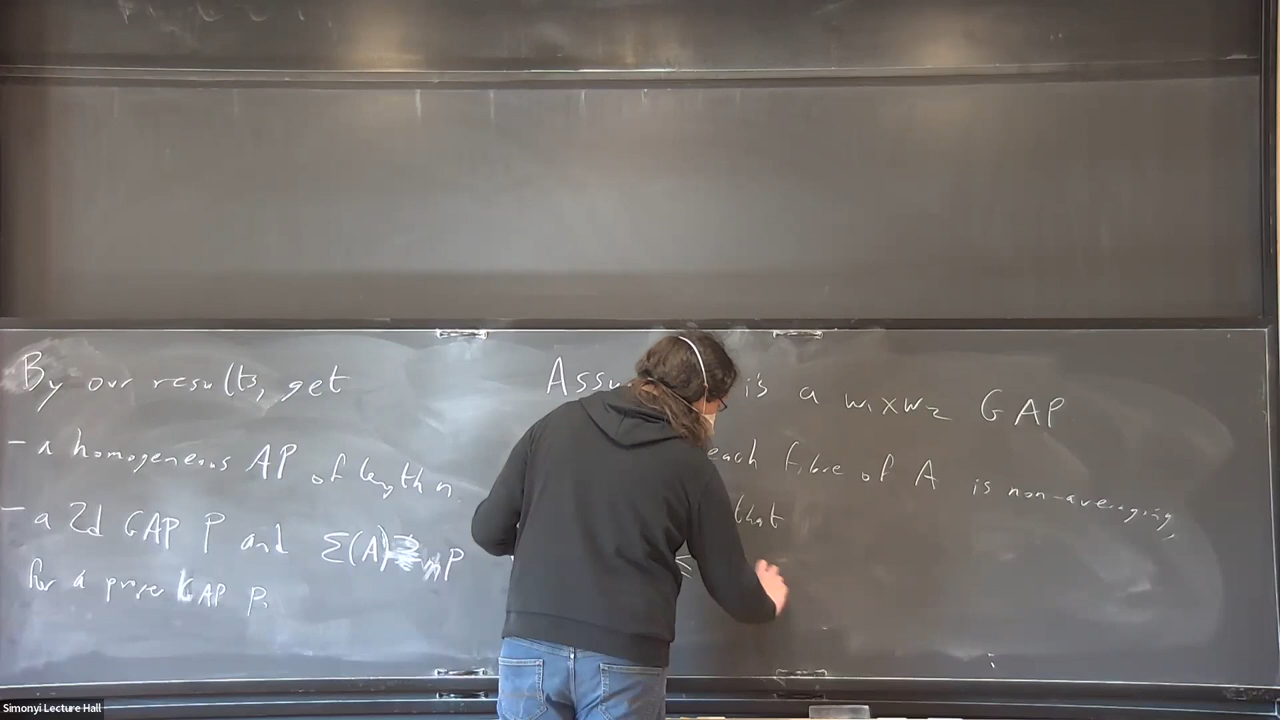 By our results, get
- a homogeneous AP of length n.
- a 2d GAP P and Σ(A) P
for a proper GAP P.
Assu is a w₁×w₂ GAP
each fibre of A is non-averaging,
that
≤
Simonyi Lecture Hall